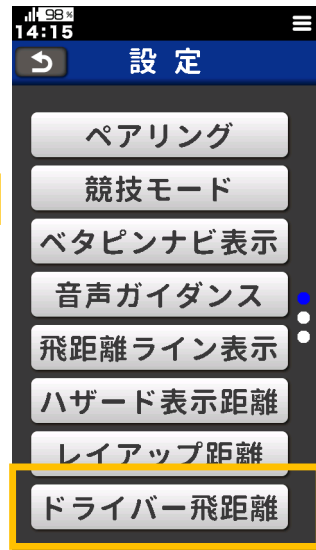 98%
14:15
設定
ペアリング
競技モード
ベタピンナビ表示
音声ガイダンス
飛距離ライン表示
ハザード表示距離
レイアップ距離
ドライバー飛距離